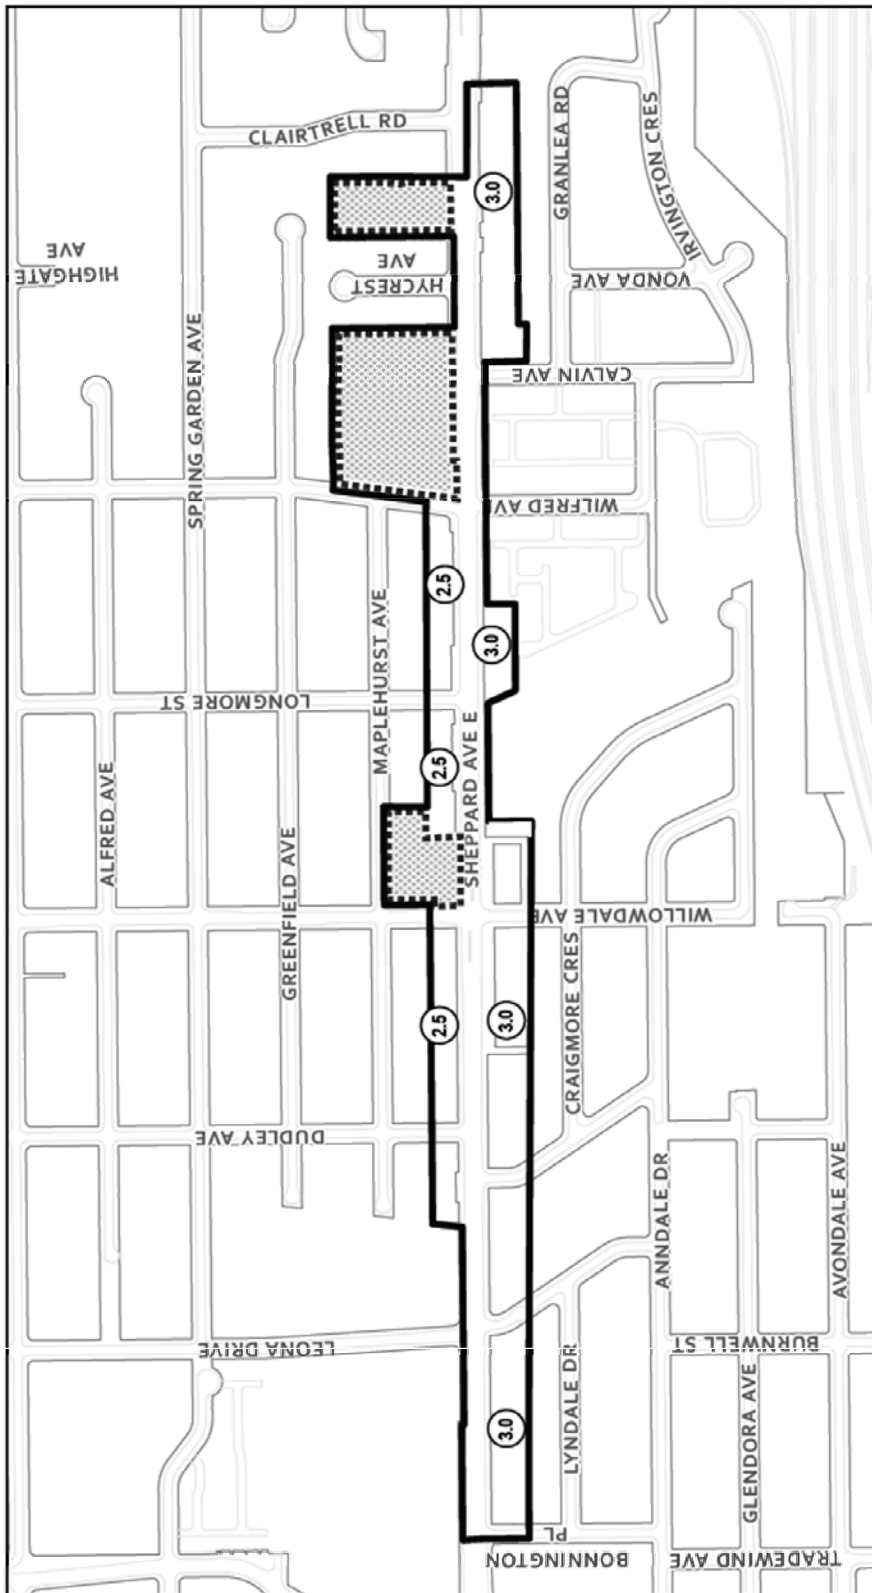 CLAIRTRELL RD
GRANLEA RD
IRVINGTON CRES
3.0
HIGHGATE
AVE
HYCREST
AVE
VONDA AVE
SPRING GARDEN AVE
CALVIN AVE
WILFRED AVE
2.5
3.0
MAPLEHURST AVE
LONGMORE ST
2.5
SHEPPARD AVE E
ALFRED AVE
GREENFIELD AVE
WILLOWDALE AVE
2.5
3.0
CRAIGMORE CRES
DUDLEY AVE
ANNDALE DR
AVONDALE AVE
LEONA DRIVE
BURNWELL ST
LYNDALE DR
GLENDORA AVE
3.0
BONNINGTON
PL
TRADEWIND AVE